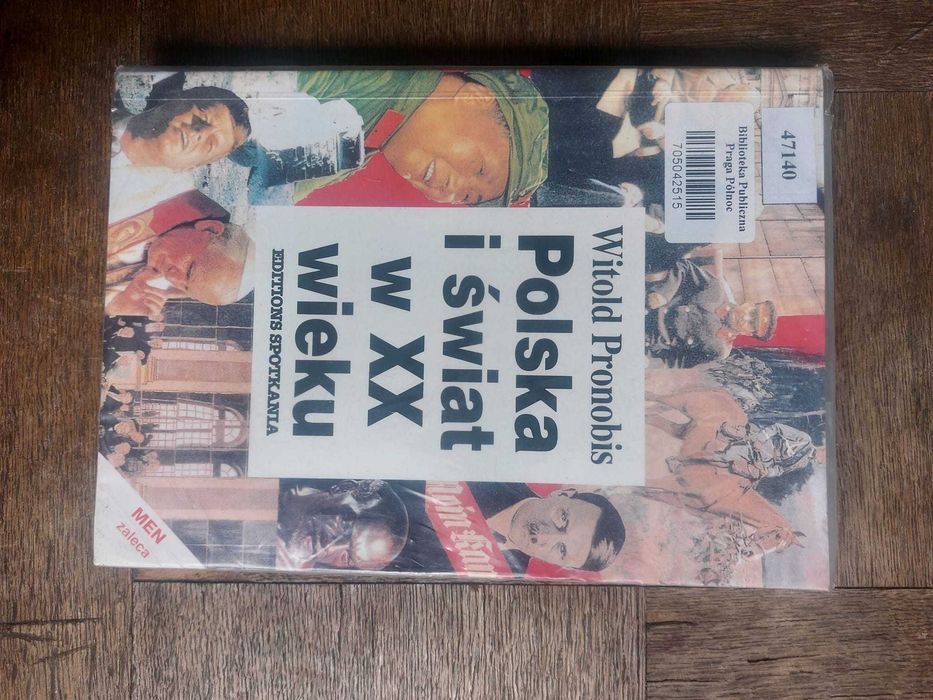 47140
Biblioteka Publiczna
Praga Północ
705042515
Witold Pronobis
Polska
i świat
w XX
wieku
EDITIONS SPOTKANIA
MEN
zaleca